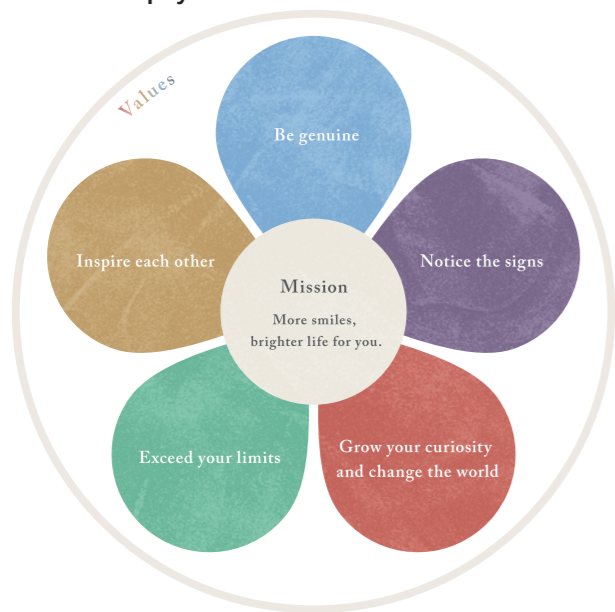 Values
Be genuine
Inspire each other
Notice the signs
Mission
More smiles,
brighter life for you.
Exceed your limits
Grow your curiosity
and change the world